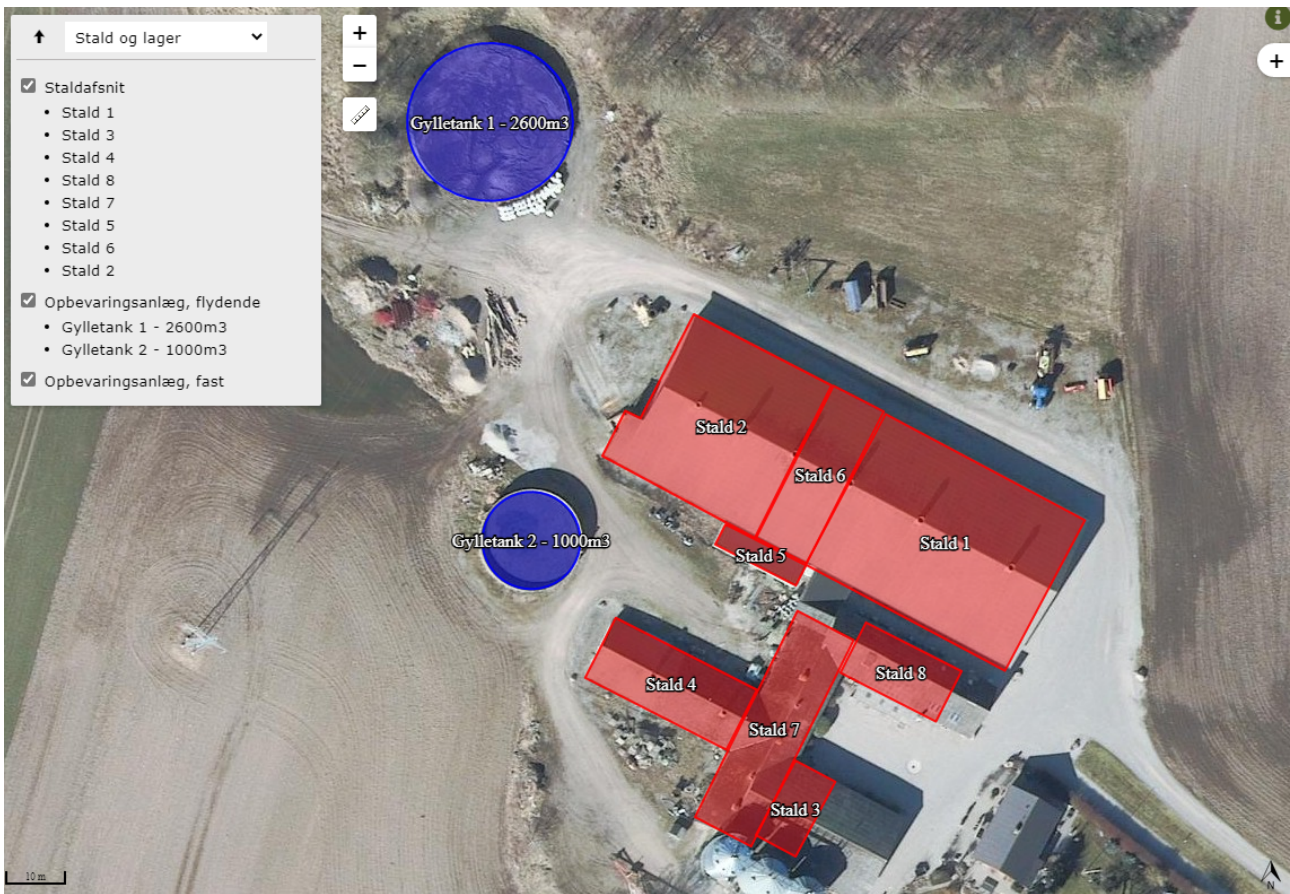 Stald og lager
Staldafsnit
• Stald 1
• Stald 3
• Stald 4
• Stald 8
• Stald 7
• Stald 5
• Stald 6
• Stald 2
Opbevaringsanlæg, flydende
• Gylletank 1 - 2600m3
• Gylletank 2 - 1000m3
Opbevaringsanlæg, fast
+
−
i
+
Gylletank 1 - 2600m3
Stald 2
Stald 6
Stald 1
Gylletank 2 - 1000m3
Stald 5
Stald 4
Stald 8
Stald 7
Stald 3
10 m
N